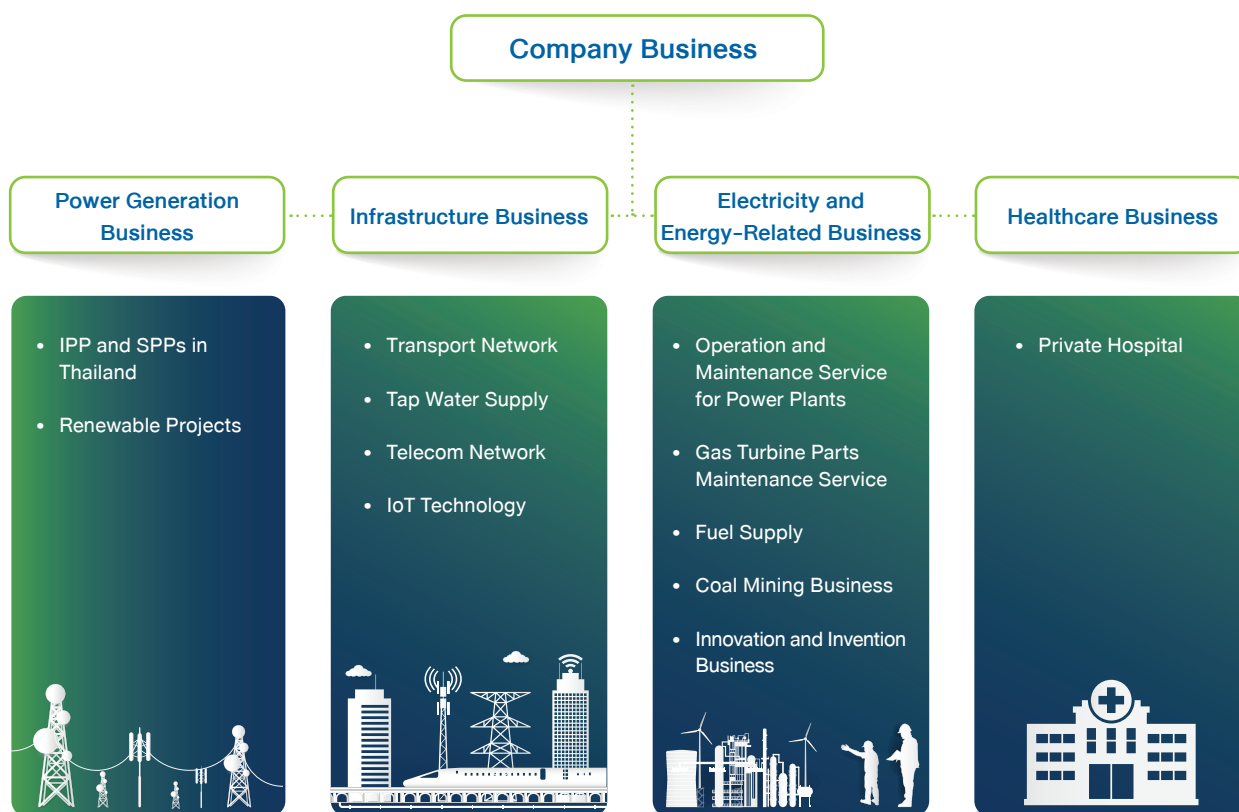 Company Business
Power Generation
Business
Infrastructure Business
Electricity and
Energy-Related Business
Healthcare Business
• IPP and SPPs in
Thailand
• Renewable Projects
• Transport Network
• Tap Water Supply
• Telecom Network
• IoT Technology
• Operation and
Maintenance Service
for Power Plants
• Gas Turbine Parts
Maintenance Service
• Fuel Supply
• Coal Mining Business
• Innovation and Invention
Business
• Private Hospital